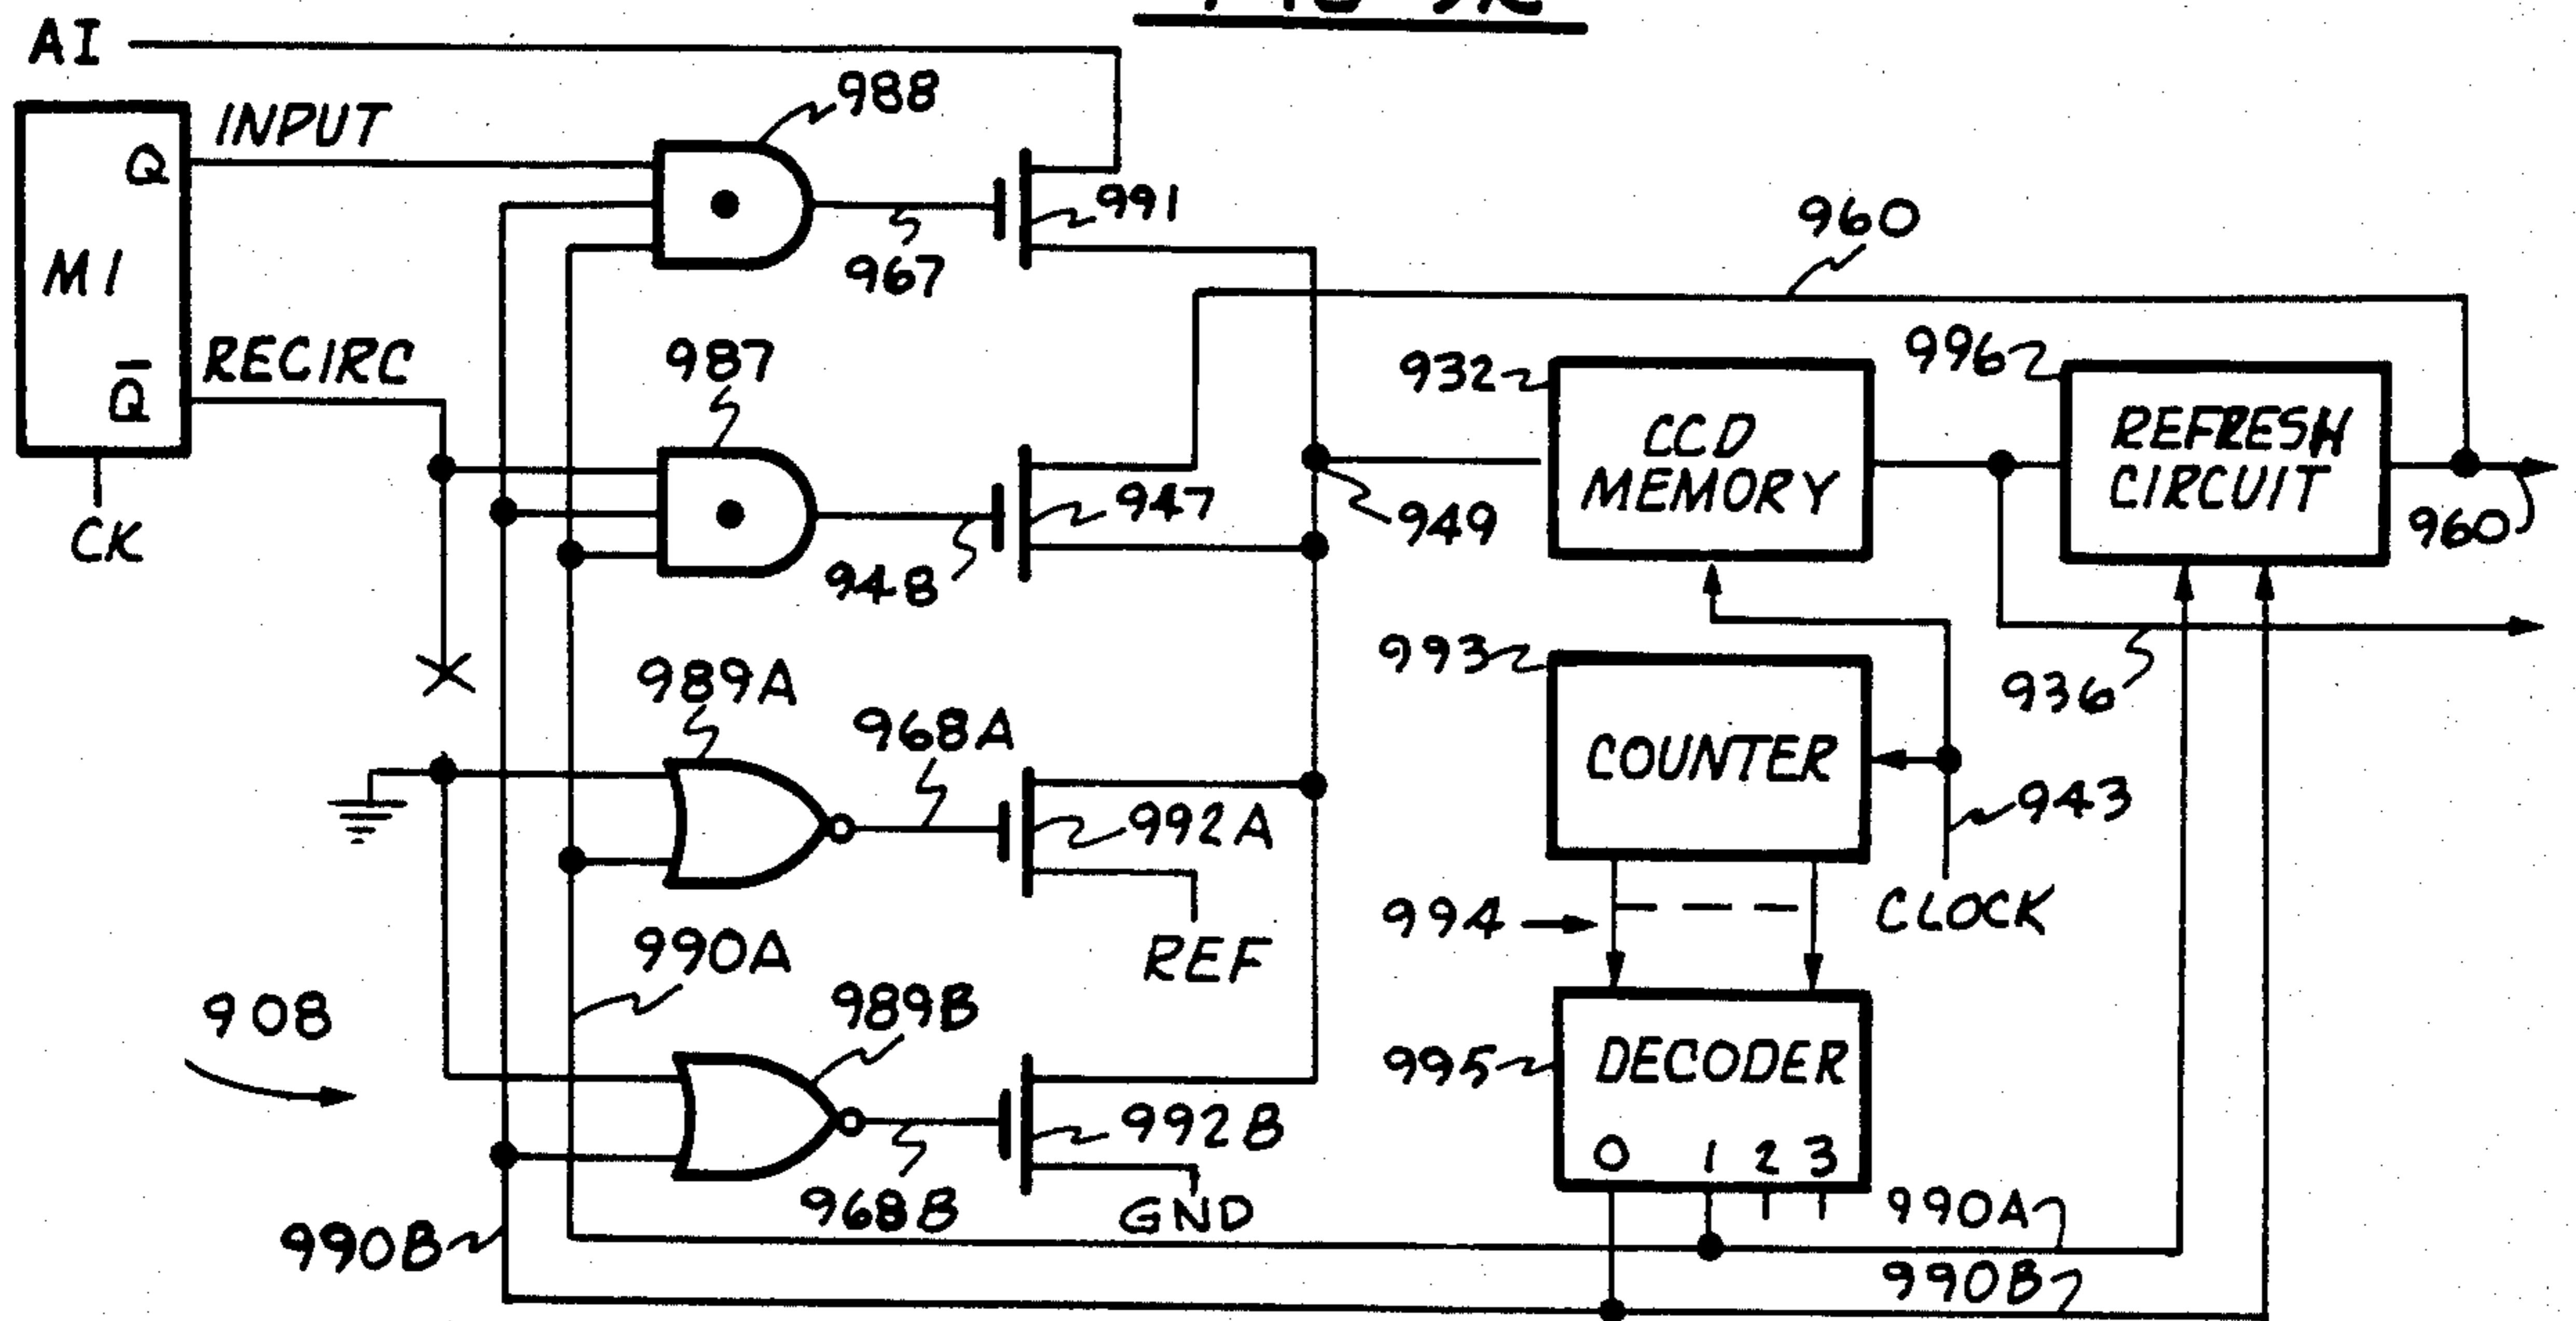 AI
988
INPUT
Q
991
967
960
M1
RECIRC
Q̅
987
932
996
CCD
MEMORY
REFRESH
CIRCUIT
947
949
960
CK
948
993
936
989A
968A
COUNTER
992A
943
REF
994
CLOCK
990A
908
989B
995
DECODER
992B
0 1 2 3
968B
GND
990A
990B
990B